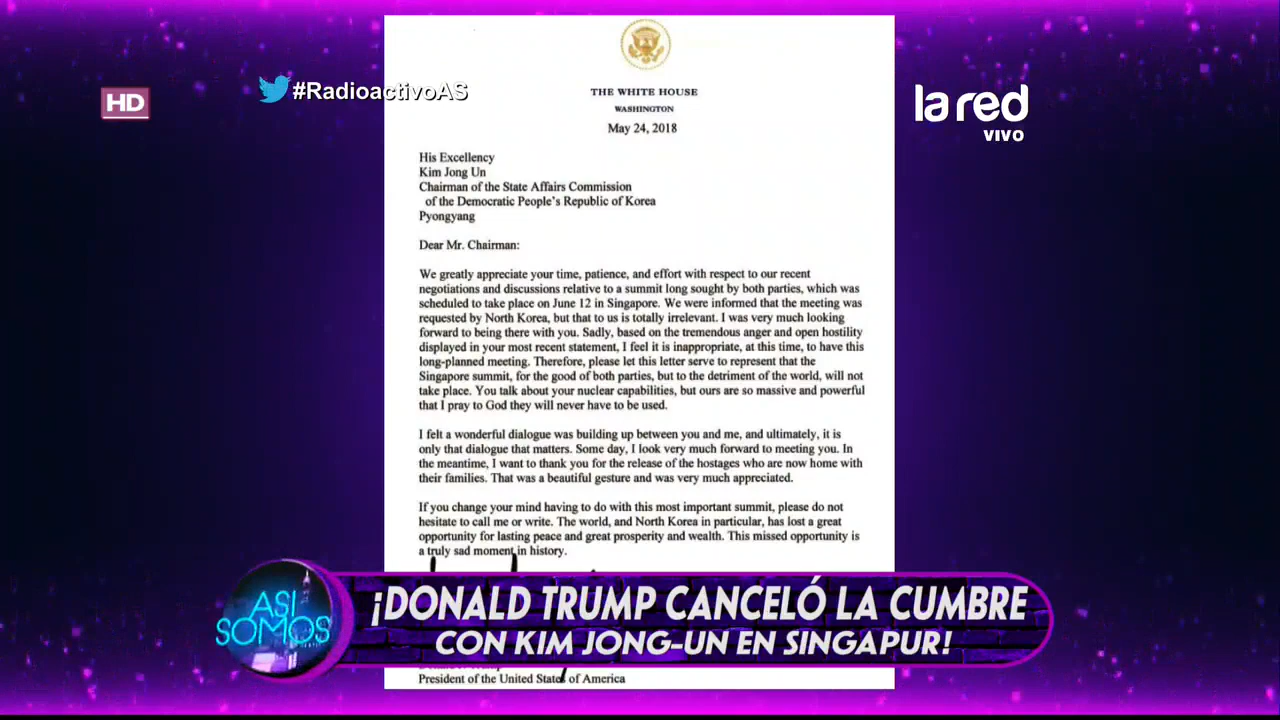 HD
#RadioactivoAS
la red
VIVO
THE WHITE HOUSE
WASHINGTON
May 24, 2018
His Excellency
Kim Jong Un
Chairman of the State Affairs Commission
of the Democratic People's Republic of Korea
Pyongyang
Dear Mr. Chairman:
We greatly appreciate your time, patience, and effort with respect to our recent
negotiations and discussions relative to a summit long sought by both parties, which was
scheduled to take place on June 12 in Singapore. We were informed that the meeting was
requested by North Korea, but that to us is totally irrelevant. I was very much looking
forward to being there with you. Sadly, based on the tremendous anger and open hostility
displayed in your most recent statement, I feel it is inappropriate, at this time, to have this
long-planned meeting. Therefore, please let this letter serve to represent that the
Singapore summit, for the good of both parties, but to the detriment of the world, will not
take place. You talk about your nuclear capabilities, but ours are so massive and powerful
that I pray to God they will never have to be used.
I felt a wonderful dialogue was building up between you and me, and ultimately, it is
only that dialogue that matters. Some day, I look very much forward to meeting you. In
the meantime, I want to thank you for the release of the hostages who are now home with
their families. That was a beautiful gesture and was very much appreciated.
If you change your mind having to do with this most important summit, please do not
hesitate to call me or write. The world, and North Korea in particular, has lost a great
opportunity for lasting peace and great prosperity and wealth. This missed opportunity is
a truly sad moment in history.
ASI
SOMOS
¡DONALD TRUMP CANCELÓ LA CUMBRE
CON KIM JONG-UN EN SINGAPUR!
President of the United States of America